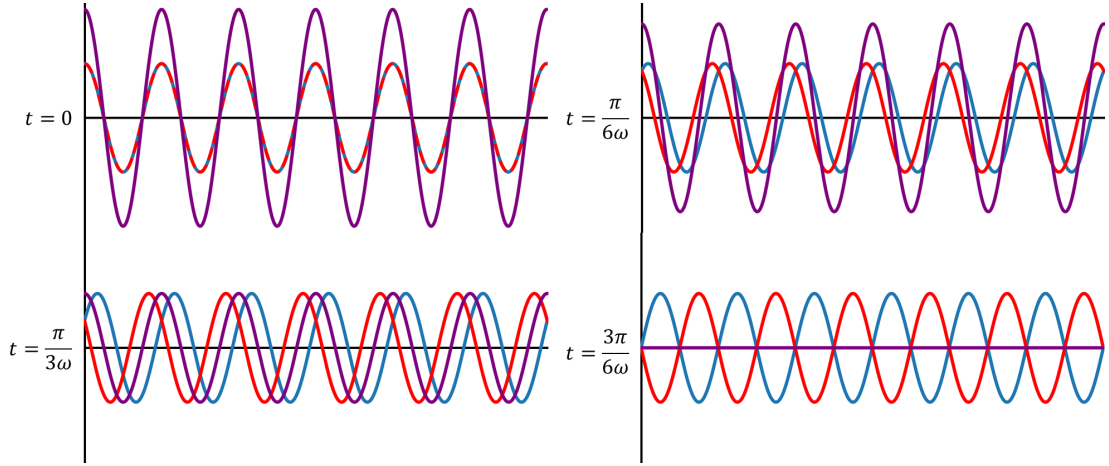 t = 0
t = π/6ω
t = π/3ω
t = 3π/6ω